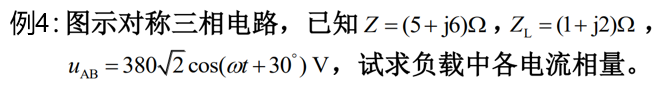 例4：图示对称三相电路，已知 Z = (5+j6)Ω，Z_L = (1+j2)Ω，
u_AB = 380√2 cos(ωt+30°) V，试求负载中各电流相量。